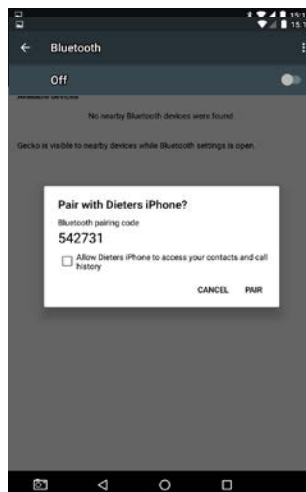 Bluetooth
Off
Available devices
No nearby Bluetooth devices were found.
Gecko is visible to nearby devices while Bluetooth settings is open.
Pair with Dieters iPhone?
Bluetooth pairing code
542731
Allow Dieters iPhone to access your contacts and call
history
CANCEL PAIR